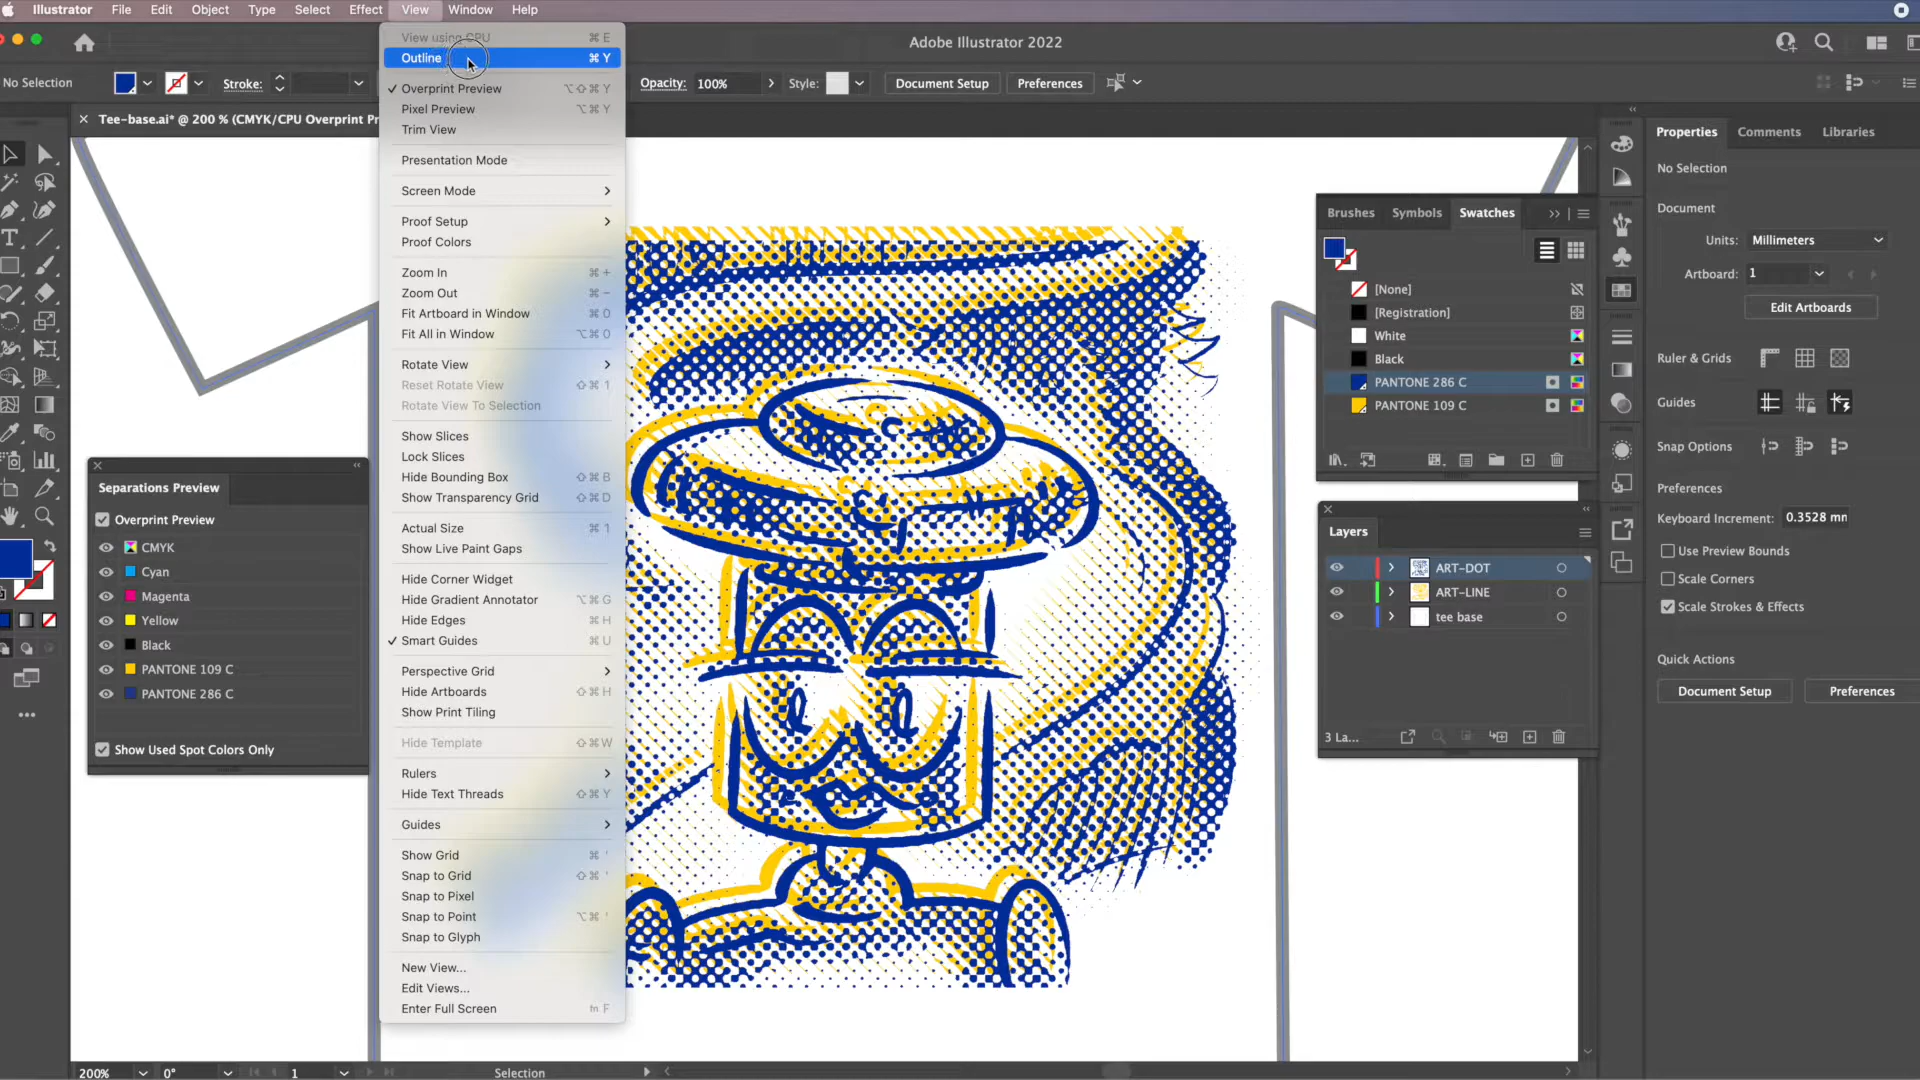 Illustrator File Edit Object Type Select Effect View Window Help
Adobe Illustrator 2022
No Selection
Stroke:
Opacity: 100%
Style:
Document Setup
Preferences
Tee-base.ai* @ 200 % (CMYK/CPU Overprint Pr
View using CPU ⌘ E
Outline ⌘ Y
✓ Overprint Preview ⌥⇧⌘ Y
Pixel Preview ⌥⌘ Y
Trim View
Presentation Mode
Screen Mode
Proof Setup
Proof Colors
Zoom In ⌘ +
Zoom Out ⌘ −
Fit Artboard in Window ⌘ 0
Fit All in Window ⌥⌘ 0
Rotate View
Reset Rotate View ⇧⌘ 1
Rotate View To Selection
Show Slices
Lock Slices
Hide Bounding Box ⇧⌘ B
Show Transparency Grid ⇧⌘ D
Actual Size ⌘ 1
Show Live Paint Gaps
Hide Corner Widget
Hide Gradient Annotator ⌥⌘ G
Hide Edges ⌘ H
✓ Smart Guides ⌘ U
Perspective Grid
Hide Artboards ⇧⌘ H
Show Print Tiling
Hide Template ⇧⌘W
Rulers
Hide Text Threads ⇧⌘ Y
Guides
Show Grid ⌘ '
Snap to Grid ⇧⌘ '
Snap to Pixel
Snap to Point ⌥⌘ '
Snap to Glyph
New View...
Edit Views...
Enter Full Screen fn F
Separations Preview
Overprint Preview
CMYK
Cyan
Magenta
Yellow
Black
PANTONE 109 C
PANTONE 286 C
Show Used Spot Colors Only
Brushes Symbols Swatches
[None]
[Registration]
White
Black
PANTONE 286 C
PANTONE 109 C
Layers
ART-DOT
ART-LINE
tee base
3 La...
Properties Comments Libraries
No Selection
Document
Units: Millimeters
Artboard: 1
Edit Artboards
Ruler & Grids
Guides
Snap Options
Preferences
Keyboard Increment: 0.3528 mm
Use Preview Bounds
Scale Corners
Scale Strokes & Effects
Quick Actions
Document Setup
Preferences
200% 0° 1 Selection